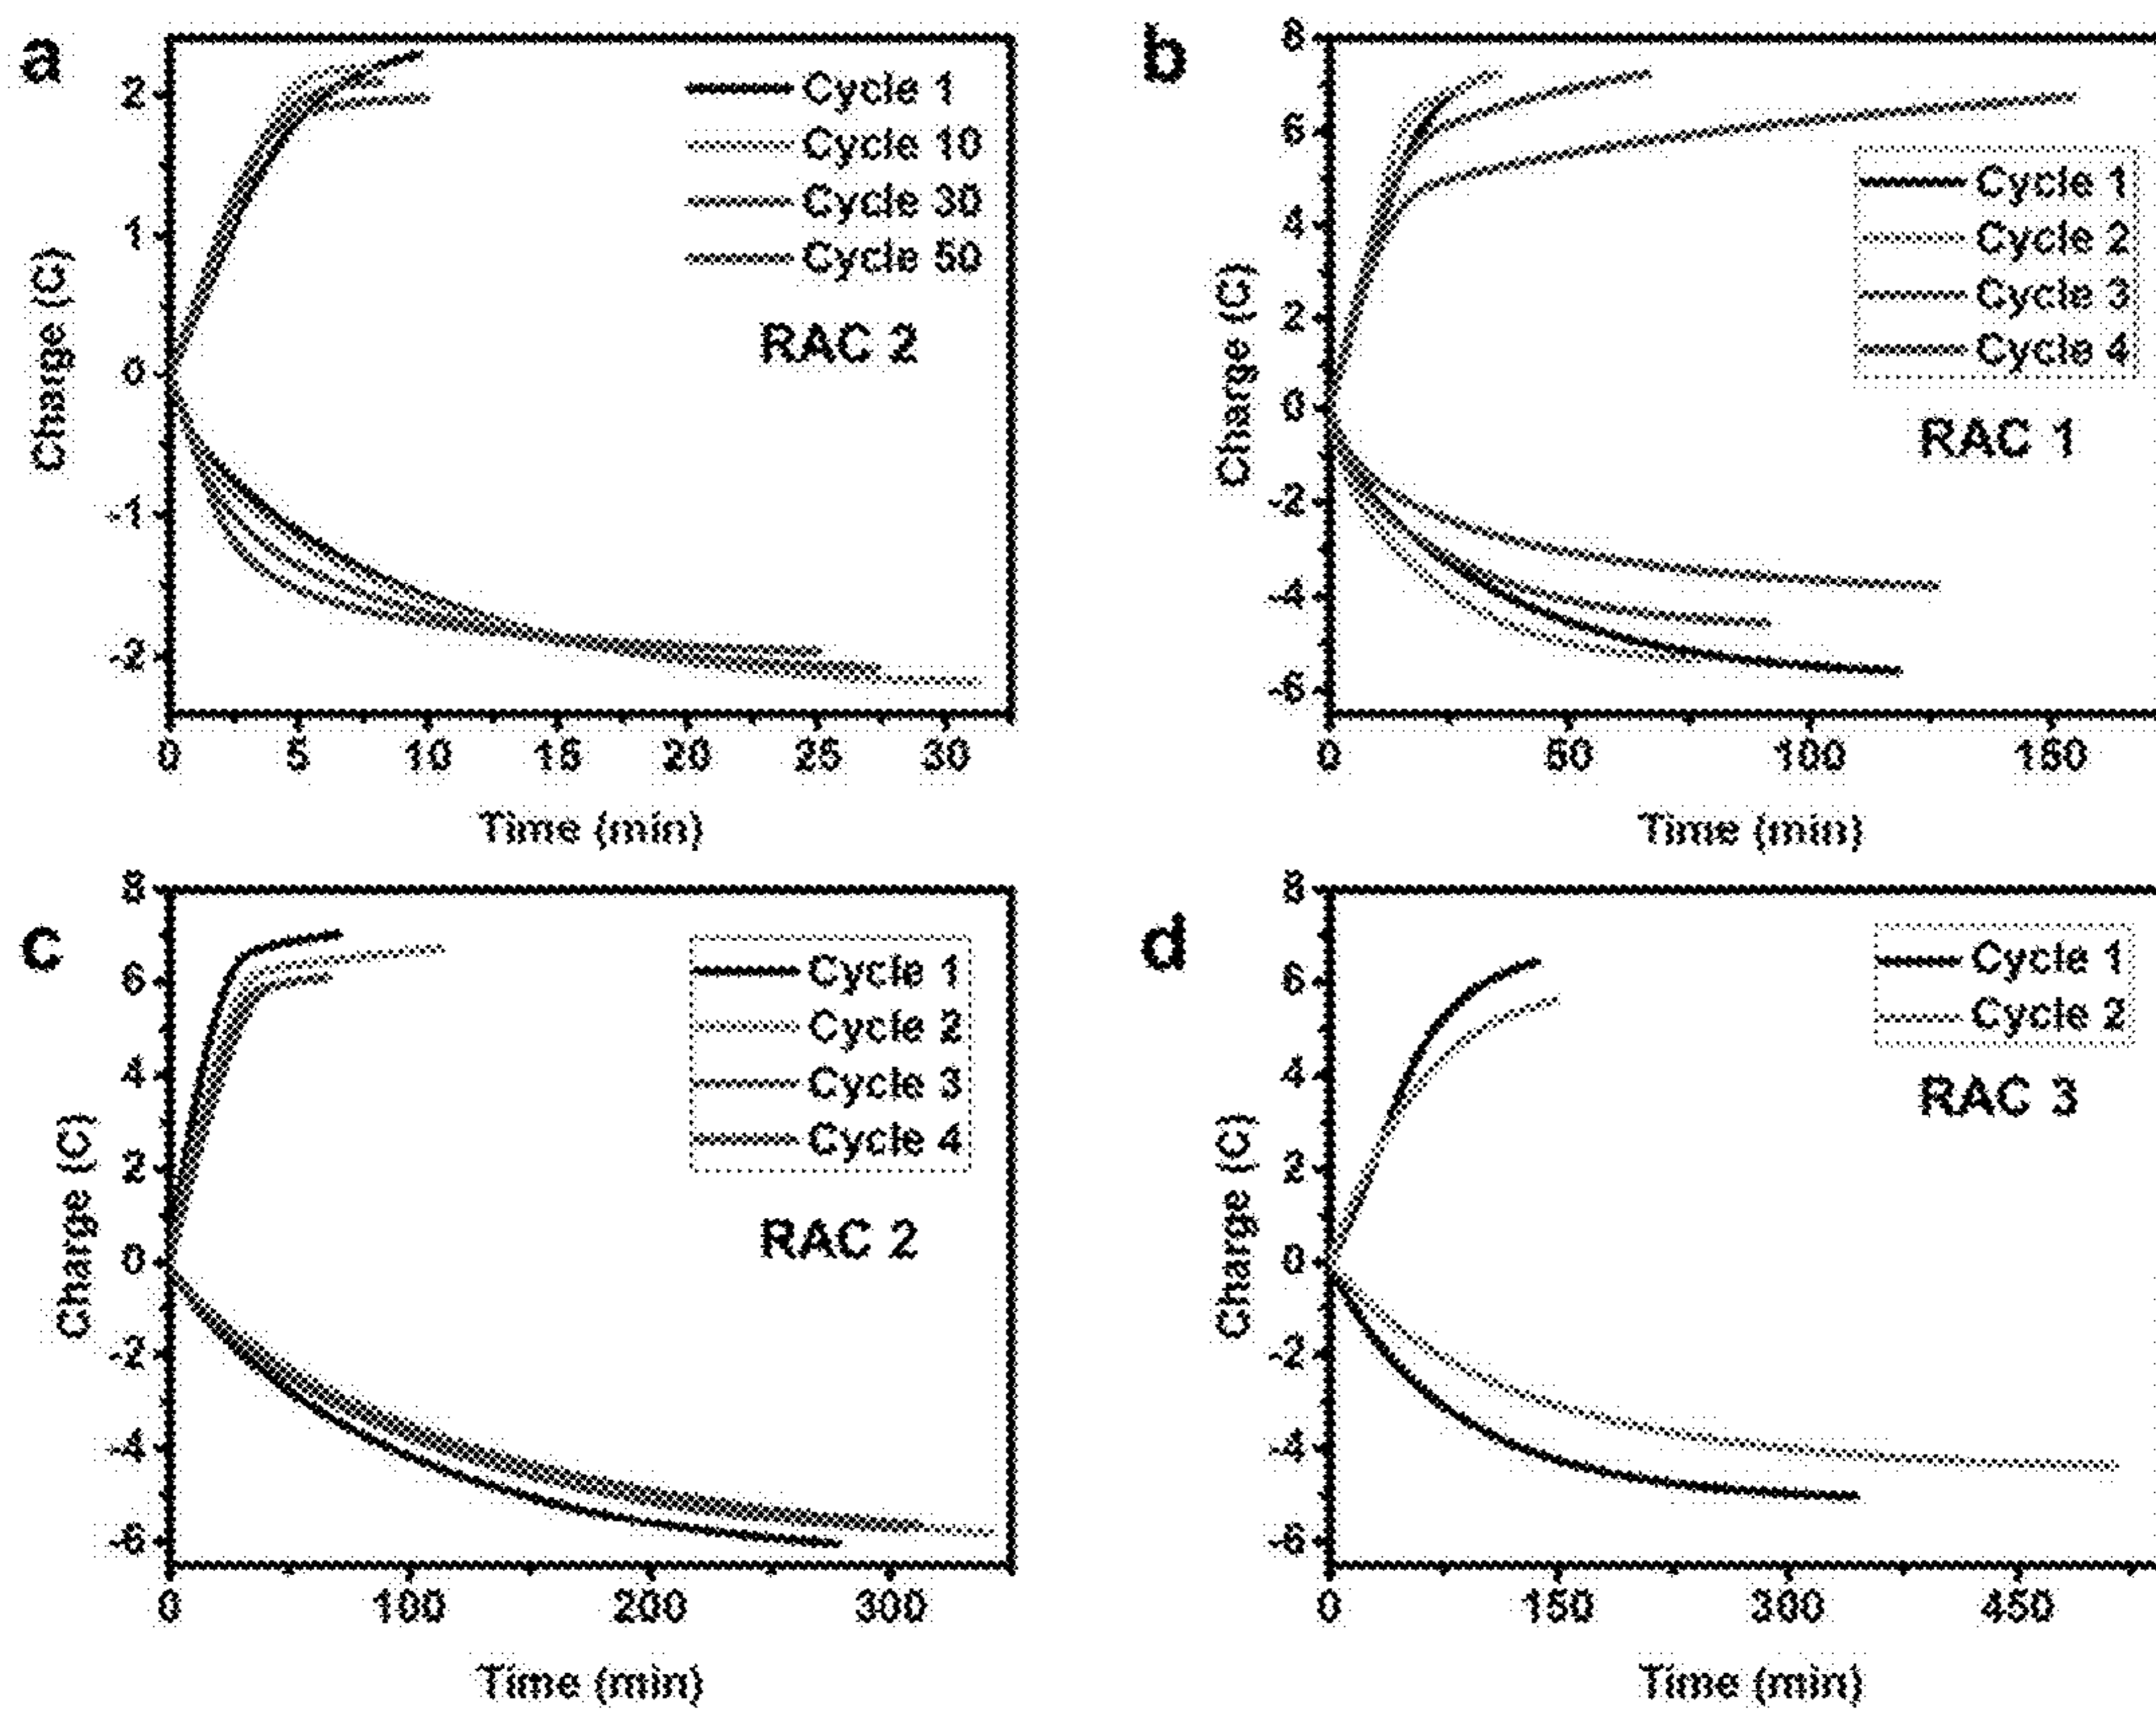 a
2
1
0
-1
-2
Charge (C)
Cycle 1
Cycle 10
Cycle 30
Cycle 50
RAC 2
0 5 10 15 20 25 30
Time (min)
b
8
6
4
2
0
-2
-4
-6
Charge (C)
Cycle 1
Cycle 2
Cycle 3
Cycle 4
RAC 1
0 50 100 150
Time (min)
c
8
6
4
2
0
-2
-4
-6
Charge (C)
Cycle 1
Cycle 2
Cycle 3
Cycle 4
RAC 2
0 100 200 300
Time (min)
d
8
6
4
2
0
-2
-4
-6
Charge (C)
Cycle 1
Cycle 2
RAC 3
0 150 300 450
Time (min)